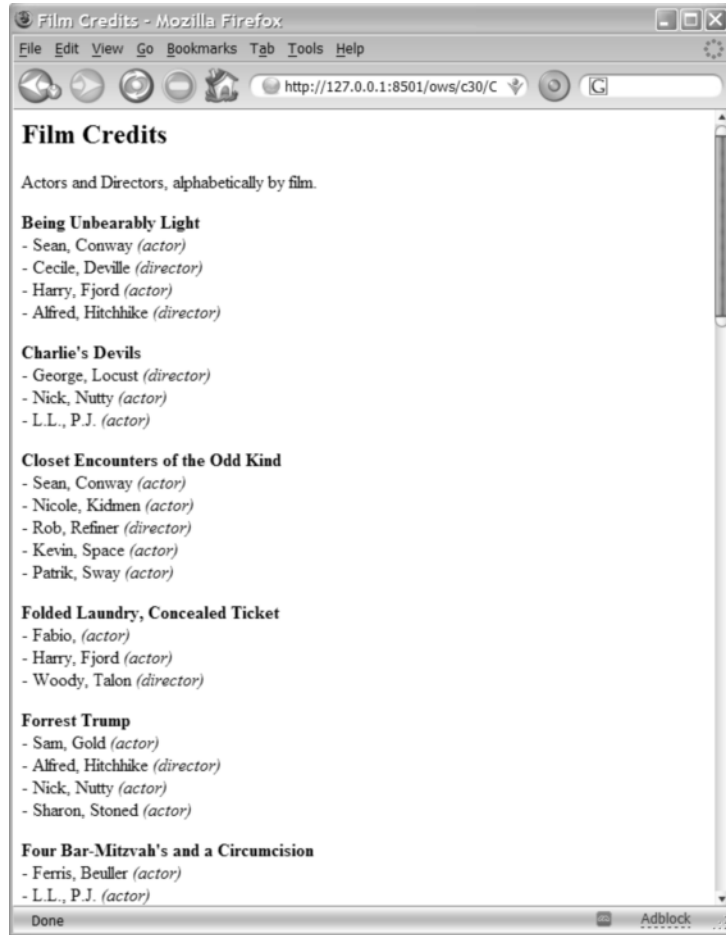 Film Credits - Mozilla Firefox
File Edit View Go Bookmarks Tab Tools Help
http://127.0.0.1:8501/ows/c30/C
G
Film Credits
Actors and Directors, alphabetically by film.
Being Unbearably Light
- Sean, Conway (actor)
- Cecile, Deville (director)
- Harry, Fjord (actor)
- Alfred, Hitchhike (director)
Charlie's Devils
- George, Locust (director)
- Nick, Nutty (actor)
- L.L., P.J. (actor)
Closet Encounters of the Odd Kind
- Sean, Conway (actor)
- Nicole, Kidmen (actor)
- Rob, Refiner (director)
- Kevin, Space (actor)
- Patrik, Sway (actor)
Folded Laundry, Concealed Ticket
- Fabio, (actor)
- Harry, Fjord (actor)
- Woody, Talon (director)
Forrest Trump
- Sam, Gold (actor)
- Alfred, Hitchhike (director)
- Nick, Nutty (actor)
- Sharon, Stoned (actor)
Four Bar-Mitzvah's and a Circumcision
- Ferris, Beuller (actor)
- L.L., P.J. (actor)
Done
Adblock